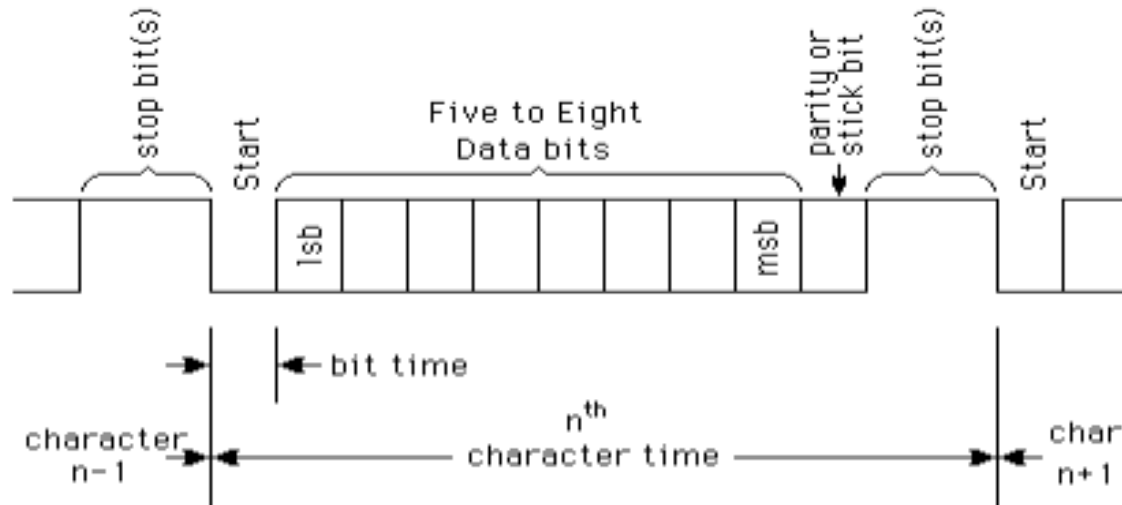 stop bit(s)
Start
Five to Eight
Data bits
parity or
stick bit
stop bit(s)
Start
lsb
msb
bit time
character
n-1
nth
character time
char
n+1